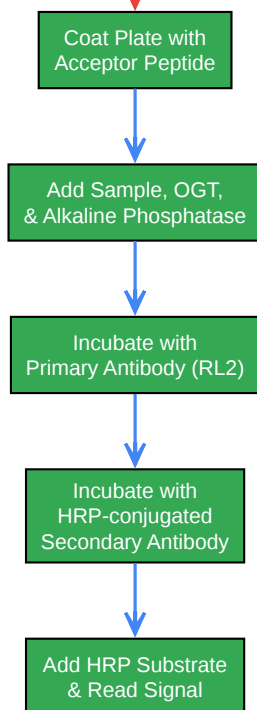 Coat Plate with
Acceptor Peptide
Add Sample, OGT,
& Alkaline Phosphatase
Incubate with
Primary Antibody (RL2)
Incubate with
HRP-conjugated
Secondary Antibody
Add HRP Substrate
& Read Signal